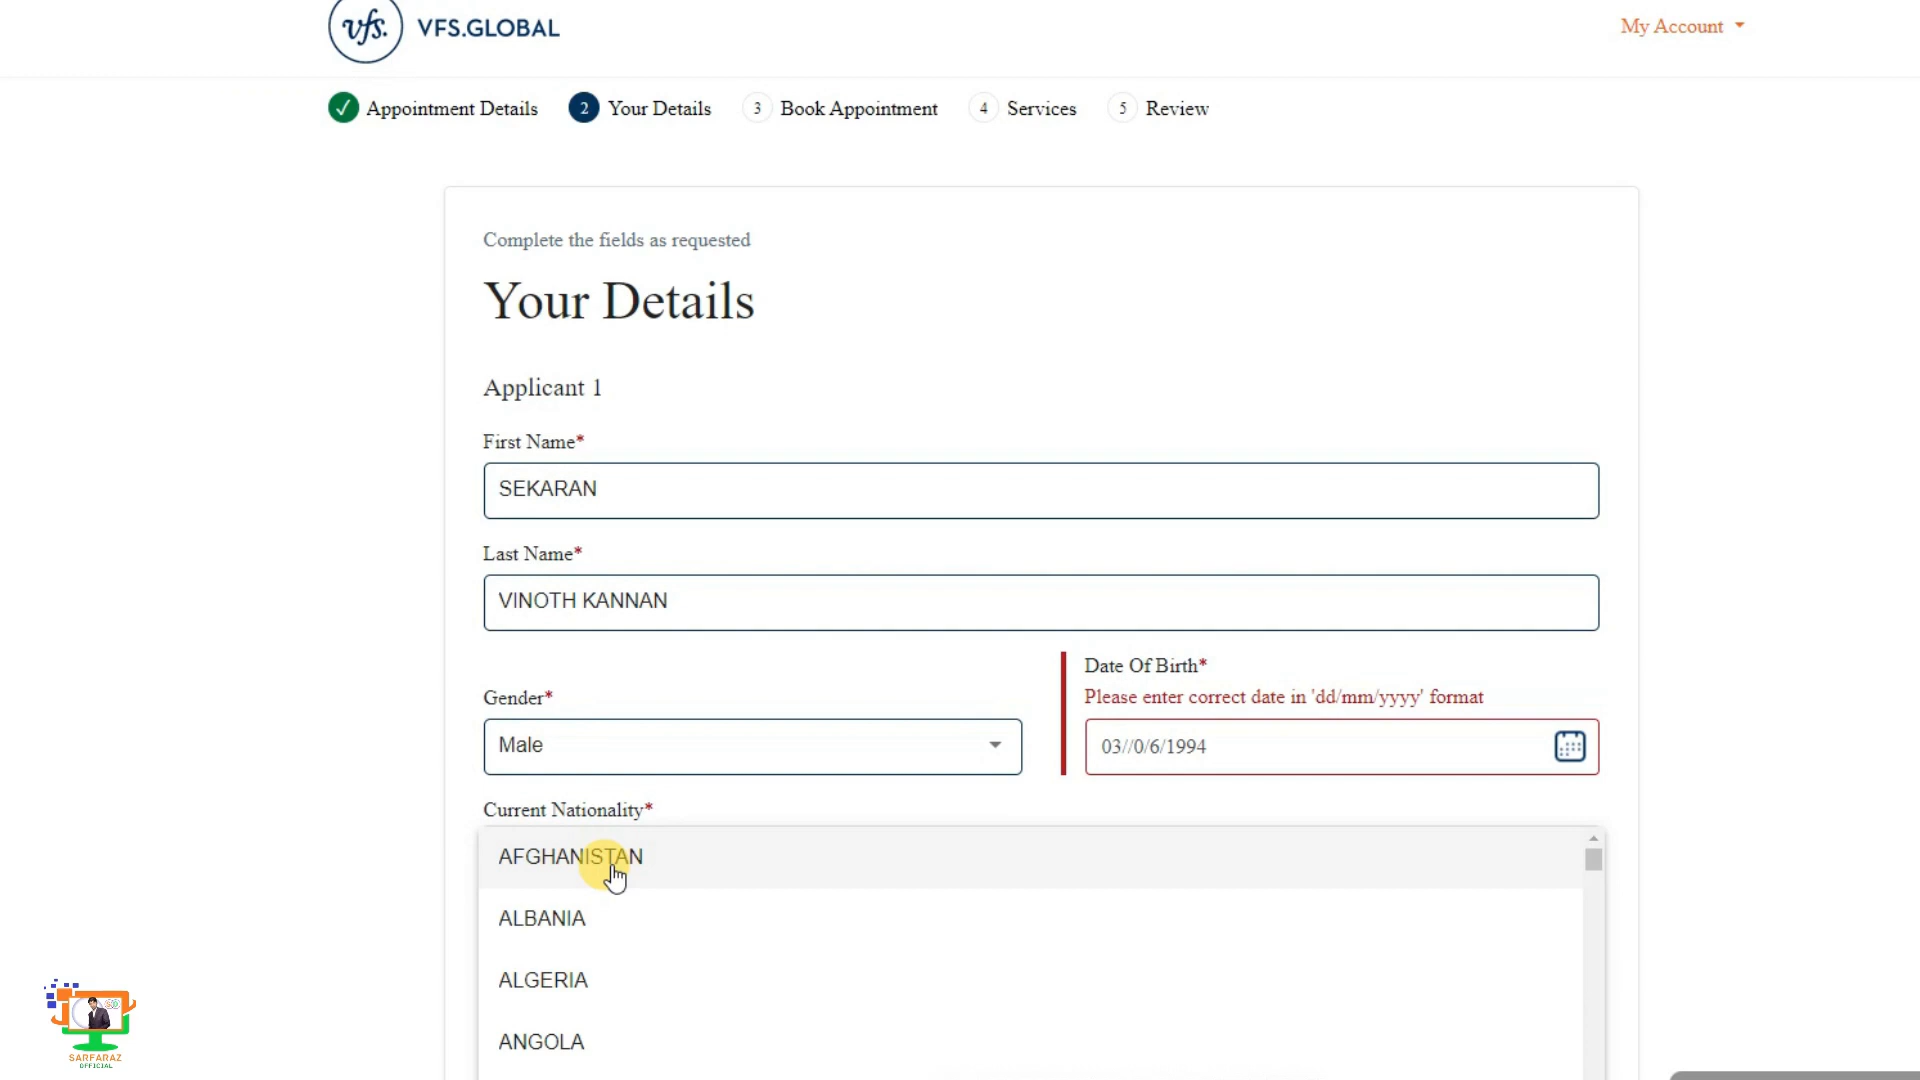 vfs. VFS.GLOBAL
My Account
Appointment Details 2 Your Details 3 Book Appointment 4 Services 5 Review
Complete the fields as requested
Your Details
Applicant 1
First Name*
SEKARAN
Last Name*
VINOTH KANNAN
Gender*
Male
Date Of Birth*
Please enter correct date in 'dd/mm/yyyy' format
03//0/6/1994
Current Nationality*
AFGHANISTAN
ALBANIA
ALGERIA
ANGOLA
SARFARAZ
OFFICIAL